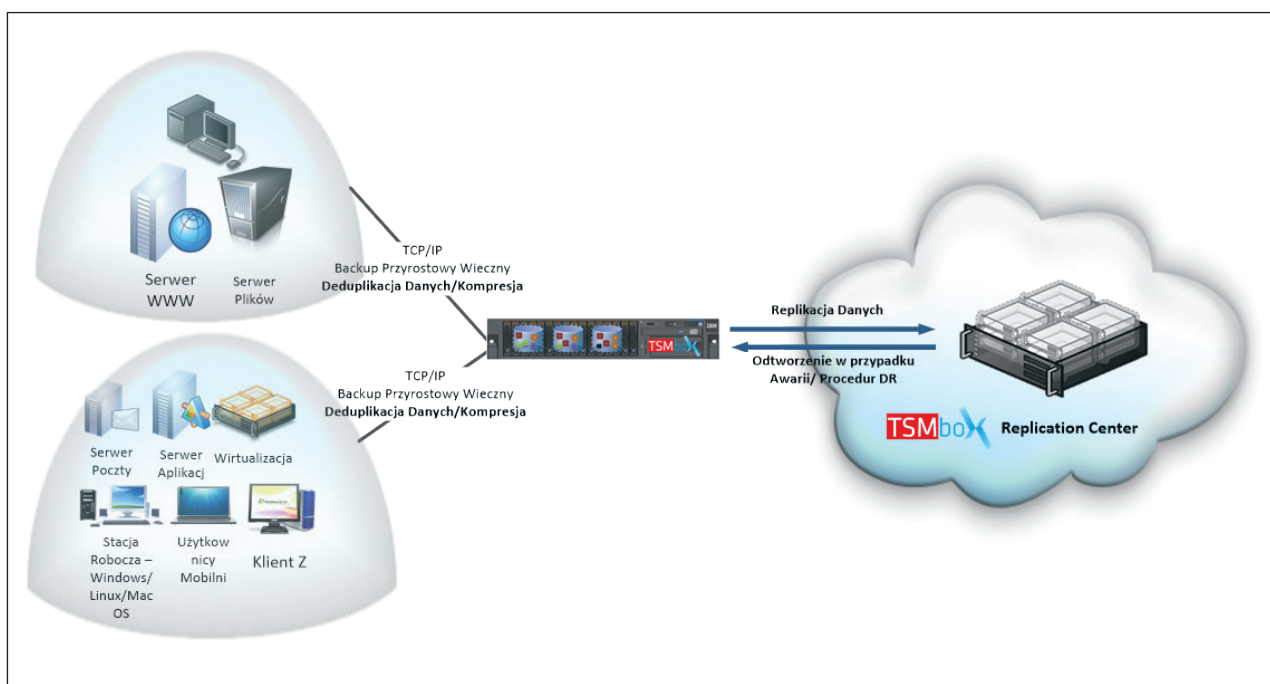 Serwer
WWW
Serwer
Plików
TCP/IP
Backup Przyrostowy Wieczny
Deduplikacja Danych/Kompresja
TSMboX
IBM
TCP/IP
Backup Przyrostowy Wieczny
Deduplikacja Danych/Kompresja
Serwer
Poczty
Serwer
Aplikacj
Wirtualizacja
Stacja
Robocza –
Windows/
Linux/Mac
OS
Użytkow
nicy
Mobilni
Klient Z
Replikacja Danych
Odtworzenie w przypadku
Awarii/ Procedur DR
TSMboX Replication Center